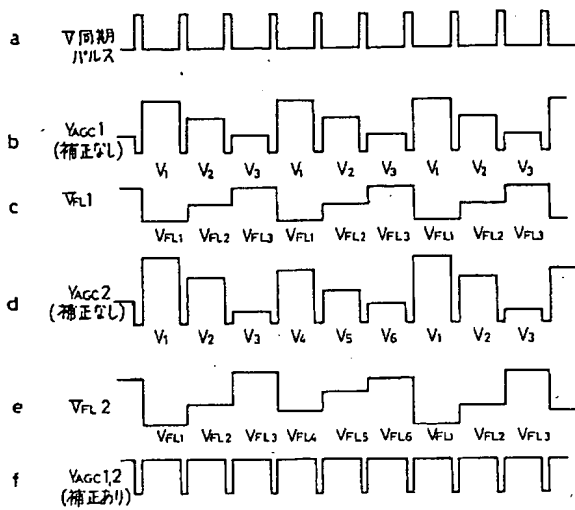 a ∇同期
パルス
b YAGC1
(補正なし)
V1 V2 V3 V1 V2 V3 V1 V2 V3
c ∇FL1
VFL1 VFL2 VFL3 VFL1 VFL2 VFL3 VFL1 VFL2 VFL3
d YAGC2
(補正なし)
V1 V2 V3 V4 V5 V6 V1 V2 V3
e ∇FL2
VFL1 VFL2 VFL3 VFL4 VFL5 VFL6 VFL1 VFL2 VFL3
f YAGC1,2
(補正あり)